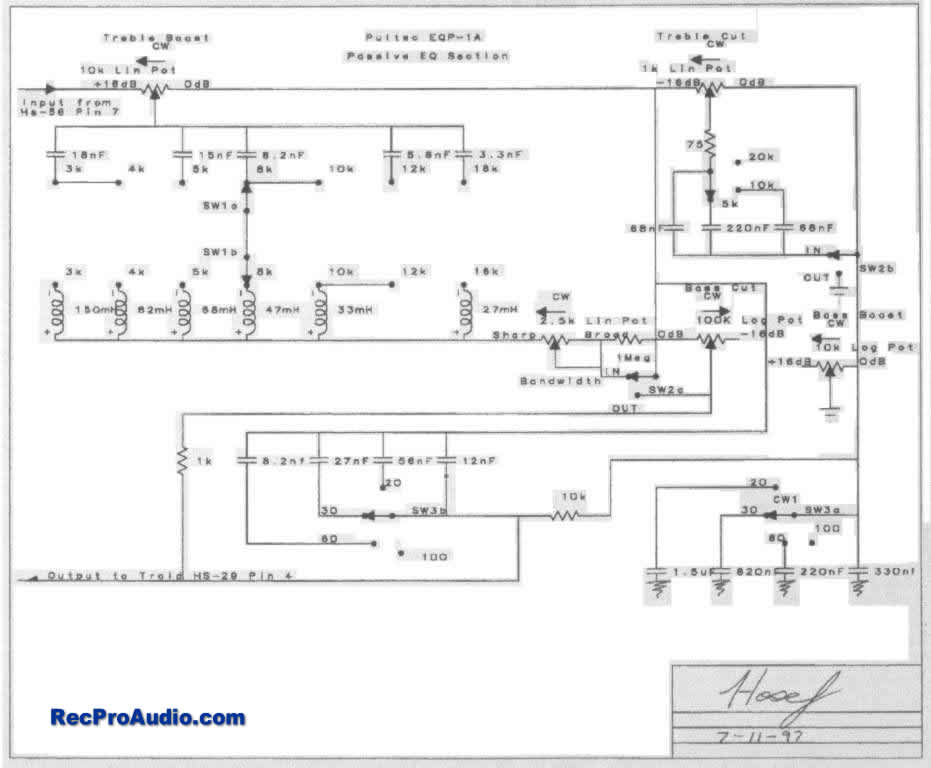 Treble Boost
CW
10k Lin Pot
+16dB
0dB
Input from
Hs-56 Pin 7
Pultec EQP-1A
Passive EQ Section
Treble Cut
CW
1k Lin Pot
-16dB
0dB
18nF
15nF
8.2nF
5.6nF
3.3nF
3k
4k
5k
8k
10k
12k
16k
SW1a
SW1b
3k
4k
5k
8k
10k
12k
16k
150mH
82mH
68mH
47mH
33mH
27mH
75
20k
10k
5k
68nF
220nF
68nF
IN
SW2b
OUT
CW
2.5k Lin Pot
Sharp
Broad
0dB
1Meg
IN
Bandwidth
SW2a
OUT
Bass Cut
CW
100K Log Pot
-16dB
Bass Boost
CW
10k Log Pot
+16dB
0dB
1k
8.2nf
27nF
56nF
12nF
20
30
SW3b
60
100
10k
20
CW1
30
SW3a
100
60
1.5uF
820nF
220nF
330nf
Output to Traid HS-29 Pin 4
RecProAudio.com
7-11-97